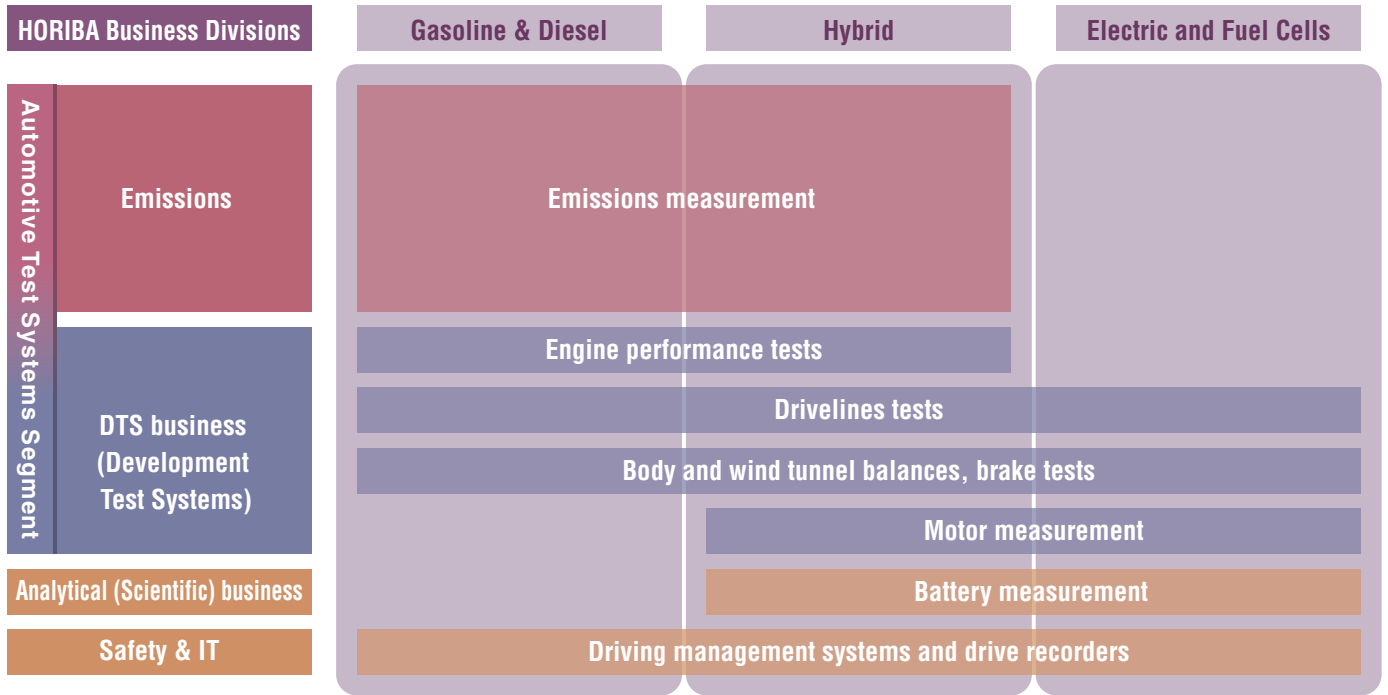 HORIBA Business Divisions
Gasoline & Diesel
Hybrid
Electric and Fuel Cells
Automotive Test Systems Segment
Emissions
Emissions measurement
DTS business
(Development
Test Systems)
Engine performance tests
Drivelines tests
Body and wind tunnel balances, brake tests
Motor measurement
Analytical (Scientific) business
Battery measurement
Safety & IT
Driving management systems and drive recorders